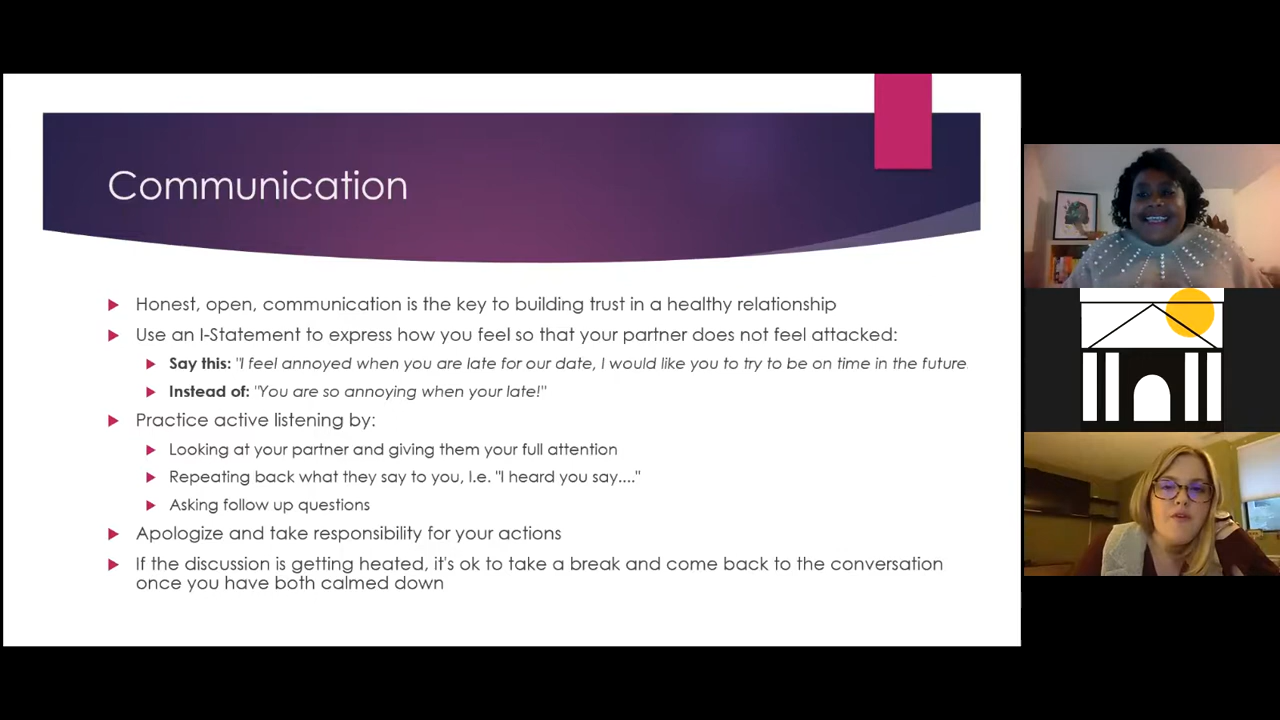 Communication
Honest, open, communication is the key to building trust in a healthy relationship
Use an I-Statement to express how you feel so that your partner does not feel attacked:
Say this: "I feel annoyed when you are late for our date, I would like you to try to be on time in the future.
Instead of: "You are so annoying when your late!"
Practice active listening by:
Looking at your partner and giving them your full attention
Repeating back what they say to you, I.e. "I heard you say...."
Asking follow up questions
Apologize and take responsibility for your actions
If the discussion is getting heated, it's ok to take a break and come back to the conversation
once you have both calmed down